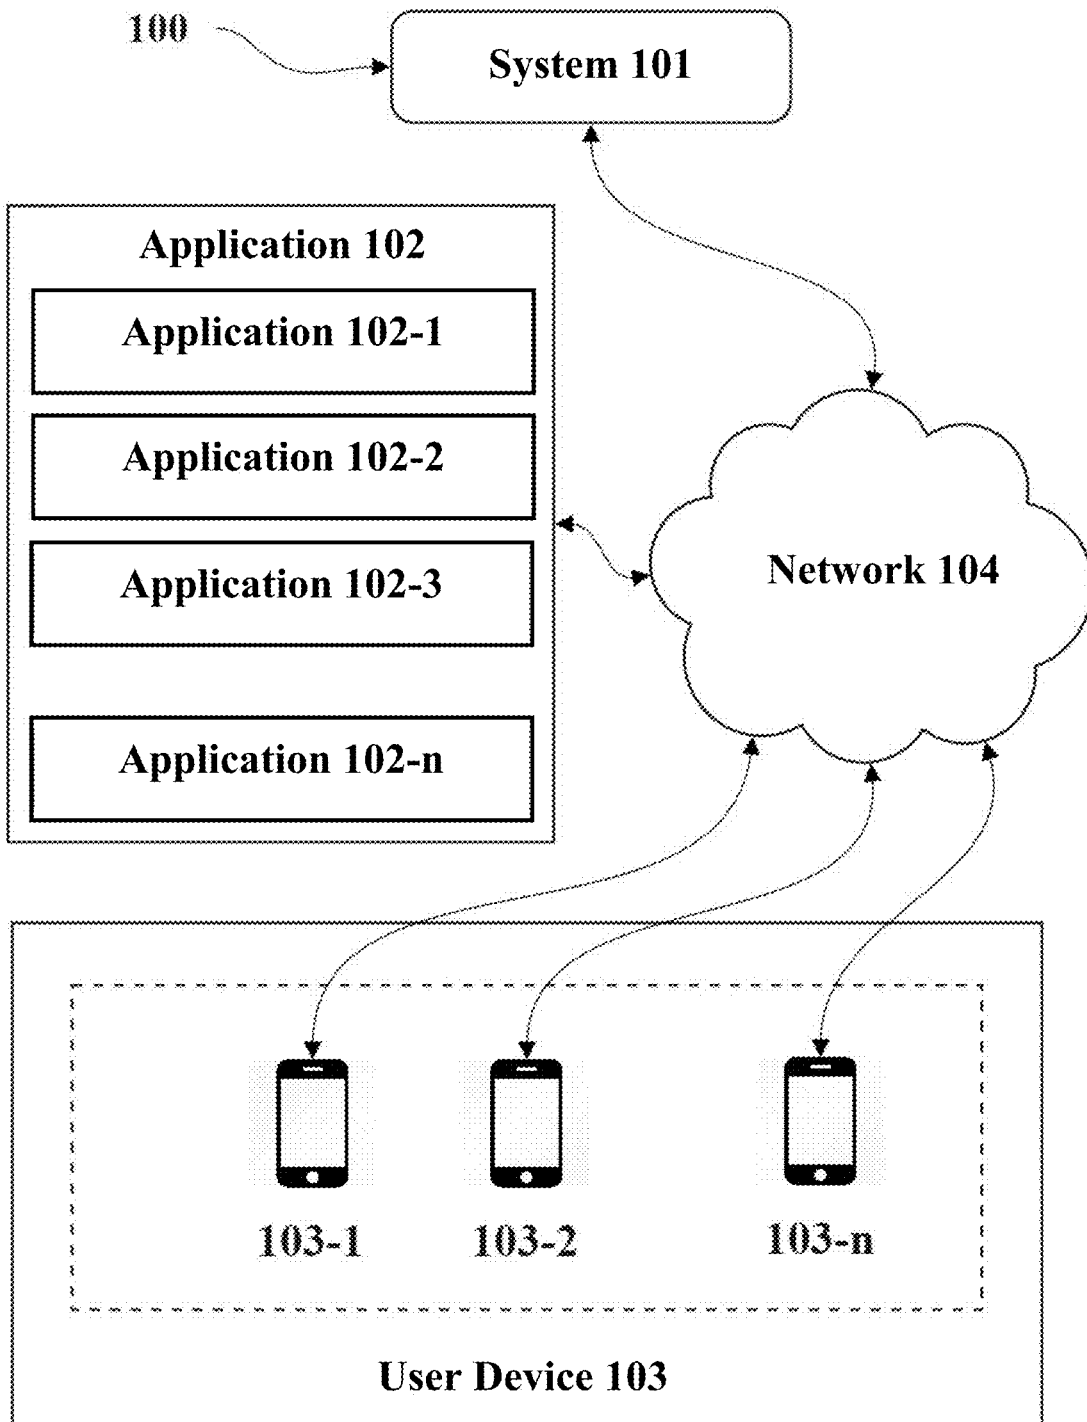 100
System 101
Application 102
Application 102-1
Application 102-2
Application 102-3
Application 102-n
Network 104
103-1
103-2
103-n
User Device 103